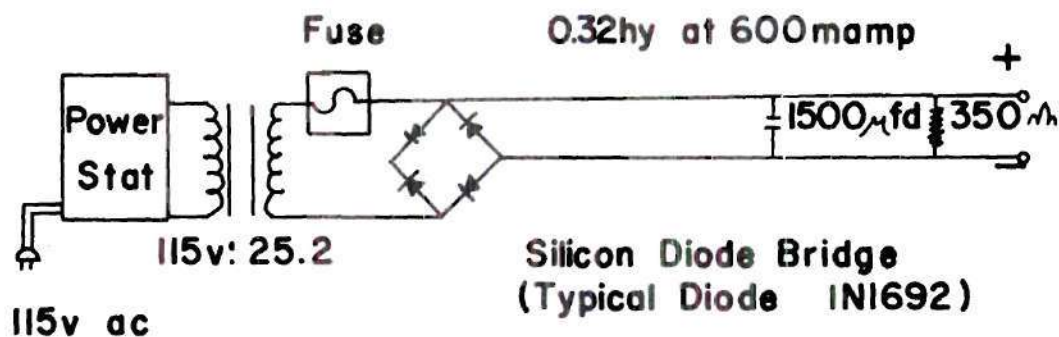 Fuse
0.32hy at 600mamp
+
Power
Stat
1500μfd
350
−
115v: 25.2
Silicon Diode Bridge
(Typical Diode 1N1692)
115v ac